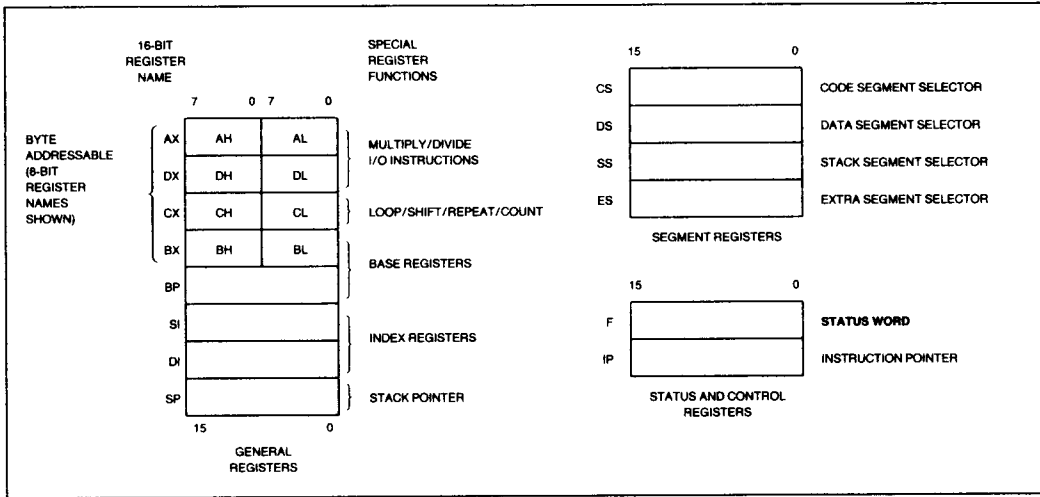 16-BIT
REGISTER
NAME
SPECIAL
REGISTER
FUNCTIONS
7 0 7 0
BYTE
ADDRESSABLE
(8-BIT
REGISTER
NAMES
SHOWN)
AX AH AL
DX DH DL
MULTIPLY/DIVIDE
I/O INSTRUCTIONS
CX CH CL LOOP/SHIFT/REPEAT/COUNT
BX BH BL
BP
BASE REGISTERS
SI
DI
INDEX REGISTERS
SP STACK POINTER
15 0
GENERAL
REGISTERS
15 0
CS CODE SEGMENT SELECTOR
DS DATA SEGMENT SELECTOR
SS STACK SEGMENT SELECTOR
ES EXTRA SEGMENT SELECTOR
SEGMENT REGISTERS
15 0
F STATUS WORD
IP INSTRUCTION POINTER
STATUS AND CONTROL
REGISTERS